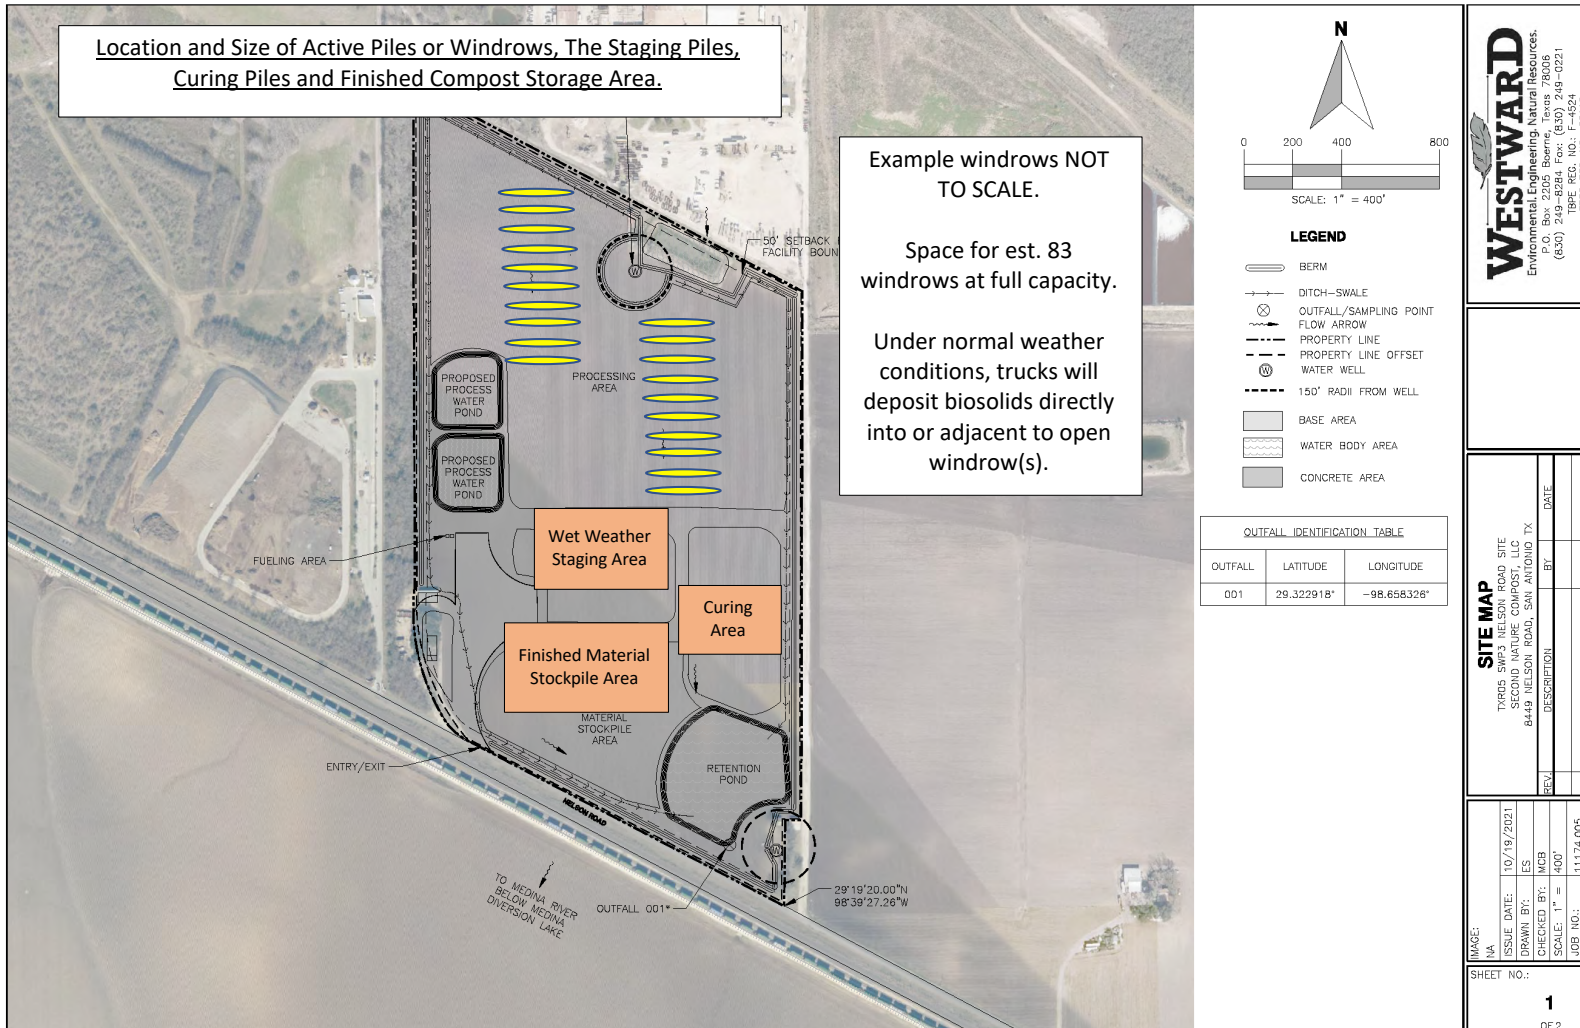 Location and Size of Active Piles or Windrows, The Staging Piles,
Curing Piles and Finished Compost Storage Area.
Example windrows NOT
TO SCALE.
Space for est. 83
windrows at full capacity.
Under normal weather
conditions, trucks will
deposit biosolids directly
into or adjacent to open
windrow(s).
50' SETBACK
FACILITY BOUN
W
PROCESSING
AREA
PROPOSED
PROCESS
WATER
POND
PROPOSED
PROCESS
WATER
POND
FUELING AREA
Wet Weather
Staging Area
Curing
Area
Finished Material
Stockpile Area
MATERIAL
STOCKPILE
AREA
RETENTION
POND
ENTRY/EXIT
NELSON ROAD
W
TO MEDINA RIVER
BELOW MEDINA
DIVERSION LAKE
OUTFALL 001*
29°19'20.00"N
98°39'27.26"W
N
0 200 400 800
SCALE: 1" = 400'
LEGEND
BERM
DITCH-SWALE
OUTFALL/SAMPLING POINT
FLOW ARROW
PROPERTY LINE
PROPERTY LINE OFFSET
W WATER WELL
150' RADII FROM WELL
BASE AREA
WATER BODY AREA
CONCRETE AREA
OUTFALL IDENTIFICATION TABLE
OUTFALL LATITUDE LONGITUDE
001 29.322918° -98.658326°
WESTWARD
Environmental. Engineering. Natural Resources.
P.O. Box 2205 Boerne, Texas 78006
(830) 249-8284 Fax: (830) 249-0221
TBPE REG. NO.: F-4524
SITE MAP
TXR05 SWP3 NELSON ROAD SITE
SECOND NATURE COMPOST, LLC
8449 NELSON ROAD, SAN ANTONIO TX
REV. DESCRIPTION BY DATE
IMAGE:
NA
ISSUE DATE: 10/19/2021
DRAWN BY: ES
CHECKED BY: MCB
SCALE: 1" = 400'
JOB NO.: 11174.005
SHEET NO.:
1
OF 2